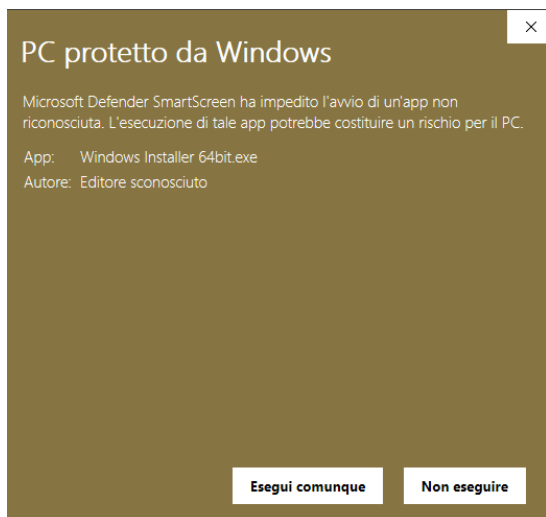 PC protetto da Windows
Microsoft Defender SmartScreen ha impedito l'avvio di un'app non
riconosciuta. L'esecuzione di tale app potrebbe costituire un rischio per il PC.
App: Windows Installer 64bit.exe
Autore: Editore sconosciuto
Esegui comunque Non eseguire